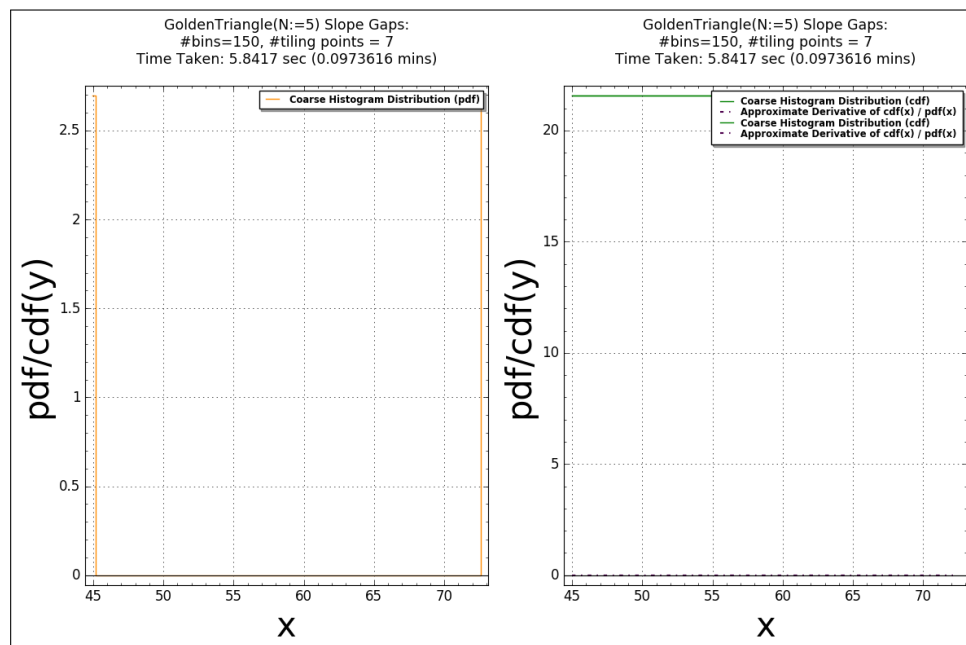 GoldenTriangle(N:=5) Slope Gaps:
#bins=150, #tiling points = 7
Time Taken: 5.8417 sec (0.0973616 mins)
Coarse Histogram Distribution (pdf)
2.5
2
1.5
1
0.5
0
45
50
55
60
65
70
pdf/cdf(y)
x
GoldenTriangle(N:=5) Slope Gaps:
#bins=150, #tiling points = 7
Time Taken: 5.8417 sec (0.0973616 mins)
Coarse Histogram Distribution (cdf)
Approximate Derivative of cdf(x) / pdf(x)
Coarse Histogram Distribution (cdf)
Approximate Derivative of cdf(x) / pdf(x)
20
15
10
5
0
45
50
55
60
65
70
pdf/cdf(y)
x